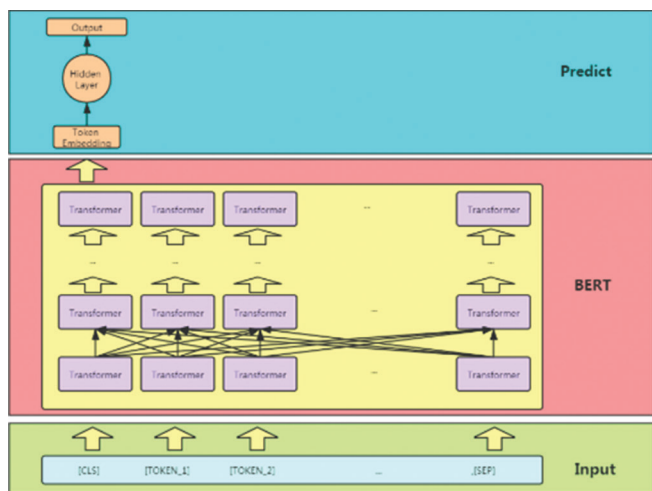 Output
Hidden
Layer
Predict
Token
Embedding
Transformer Transformer Transformer ... Transformer
... ... ... ...
BERT
Transformer Transformer Transformer ... Transformer
Transformer Transformer Transformer ... Transformer
[CLS] [TOKEN_1] [TOKEN_2] ... .[SEP]
Input